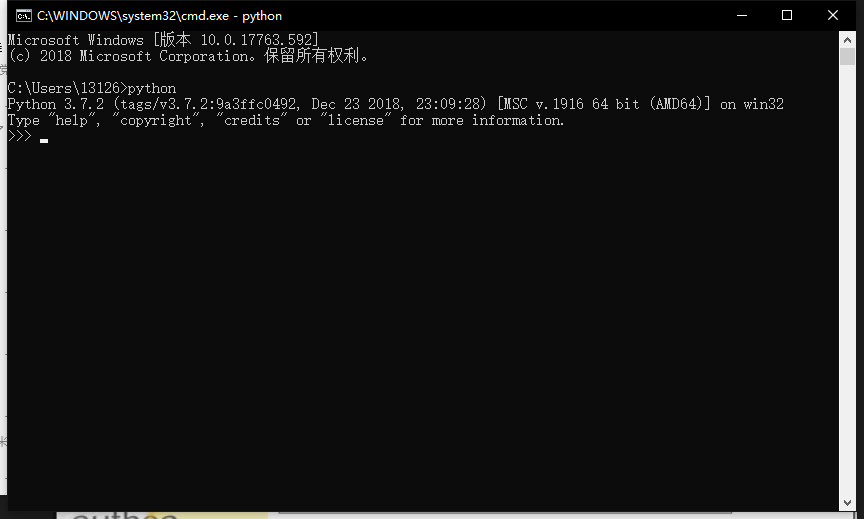 C:\WINDOWS\system32\cmd.exe - python
Microsoft Windows [版本 10.0.17763.592]
(c) 2018 Microsoft Corporation。保留所有权利。
C:\Users\13126>python
Python 3.7.2 (tags/v3.7.2:9a3ffc0492, Dec 23 2018, 23:09:28) [MSC v.1916 64 bit (AMD64)] on win32
Type "help", "copyright", "credits" or "license" for more information.
>>>
长